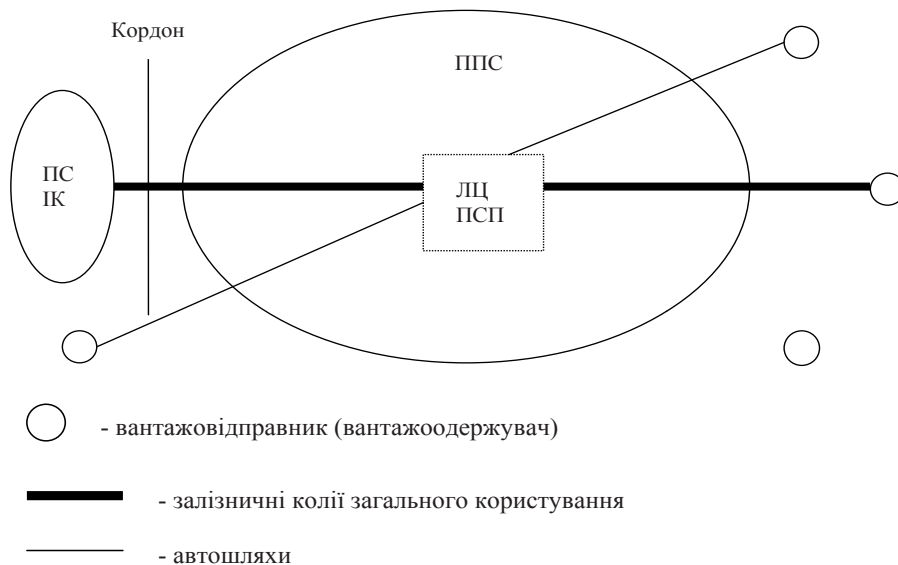 Кордон
ППС
ПС
ІК
ЛЦ
ПСП
- вантажовідправник (вантажоодержувач)
- залізничні колії загального користування
- автошляхи